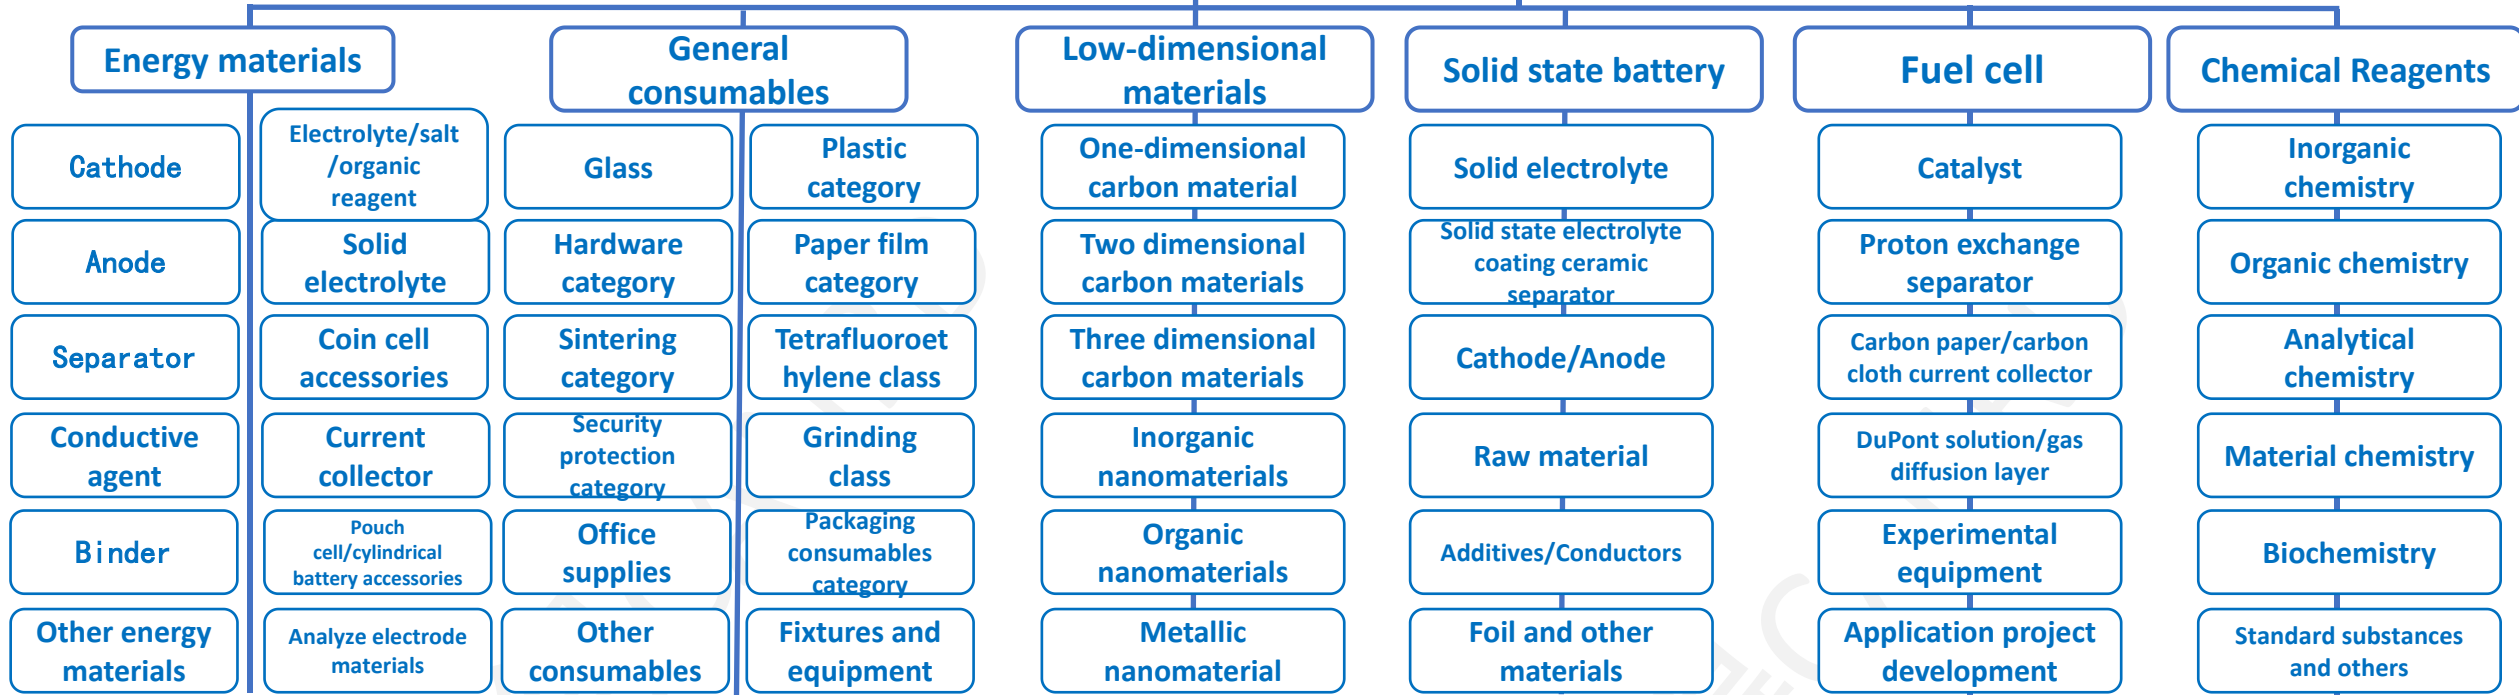 Energy materials
General
consumables
Low-dimensional
materials
Solid state battery
Fuel cell
Chemical Reagents
Cathode
Electrolyte/salt
/organic
reagent
Glass
Plastic
category
One-dimensional
carbon material
Solid electrolyte
Catalyst
Inorganic
chemistry
Anode
Solid
electrolyte
Hardware
category
Paper film
category
Two dimensional
carbon materials
Solid state electrolyte
coating ceramic
separator
Proton exchange
separator
Organic chemistry
Separator
Coin cell
accessories
Sintering
category
Tetrafluoroet
hylene class
Three dimensional
carbon materials
Cathode/Anode
Carbon paper/carbon
cloth current collector
Analytical
chemistry
Conductive
agent
Current
collector
Security
protection
category
Grinding
class
Inorganic
nanomaterials
Raw material
DuPont solution/gas
diffusion layer
Material chemistry
Binder
Pouch
cell/cylindrical
battery accessories
Office
supplies
Packaging
consumables
category
Organic
nanomaterials
Additives/Conductors
Experimental
equipment
Biochemistry
Other energy
materials
Analyze electrode
materials
Other
consumables
Fixtures and
equipment
Metallic
nanomaterial
Foil and other
materials
Application project
development
Standard substances
and others